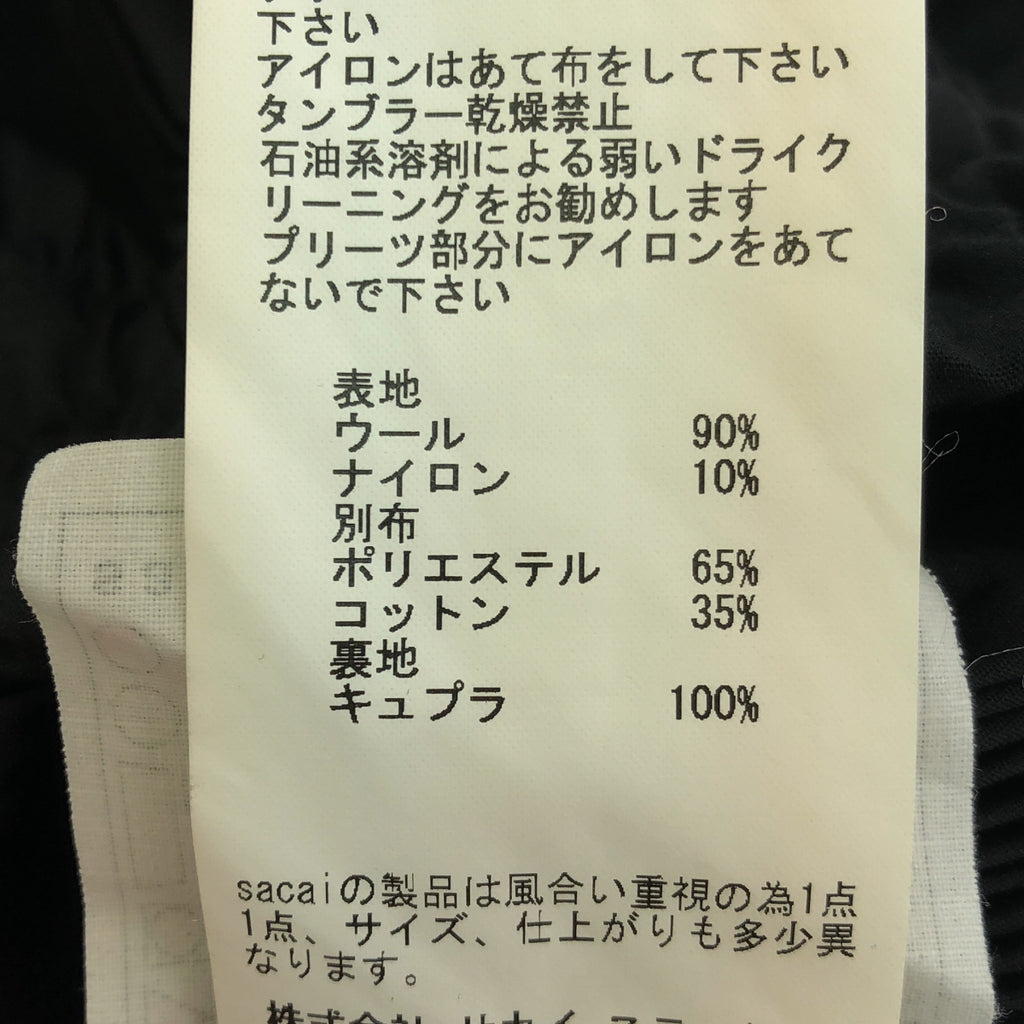 下さい
アイロンはあて布をして下さい
タンブラー乾燥禁止
石油系溶剤による弱いドライク
リーニングをお勧めします
プリーツ部分にアイロンをあて
ないで下さい
表地
ウール 90%
ナイロン 10%
別布
ポリエステル 65%
コットン 35%
裏地
キュプラ 100%
sacaiの製品は風合い重視の為1点
1点、サイズ、仕上がりも多少異
なります。
株式会社